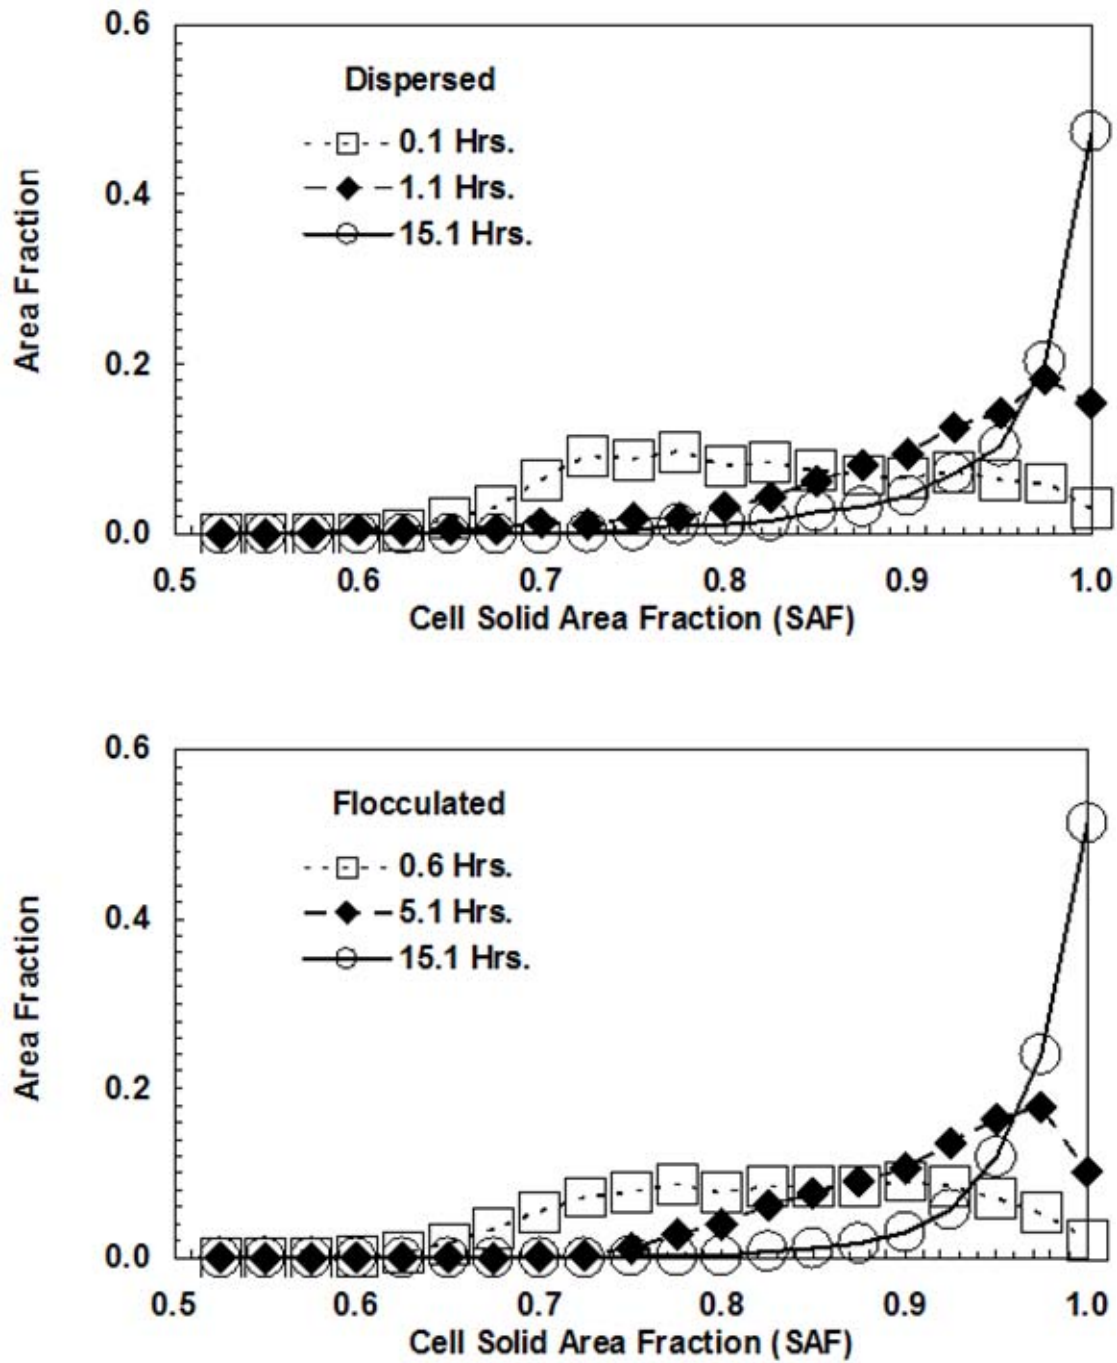 0.6
Dispersed
0.1 Hrs.
1.1 Hrs.
15.1 Hrs.
0.4
0.2
0.0
Area Fraction
0.5 0.6 0.7 0.8 0.9 1.0
Cell Solid Area Fraction (SAF)
0.6
Flocculated
0.6 Hrs.
5.1 Hrs.
15.1 Hrs.
0.4
0.2
0.0
Area Fraction
0.5 0.6 0.7 0.8 0.9 1.0
Cell Solid Area Fraction (SAF)